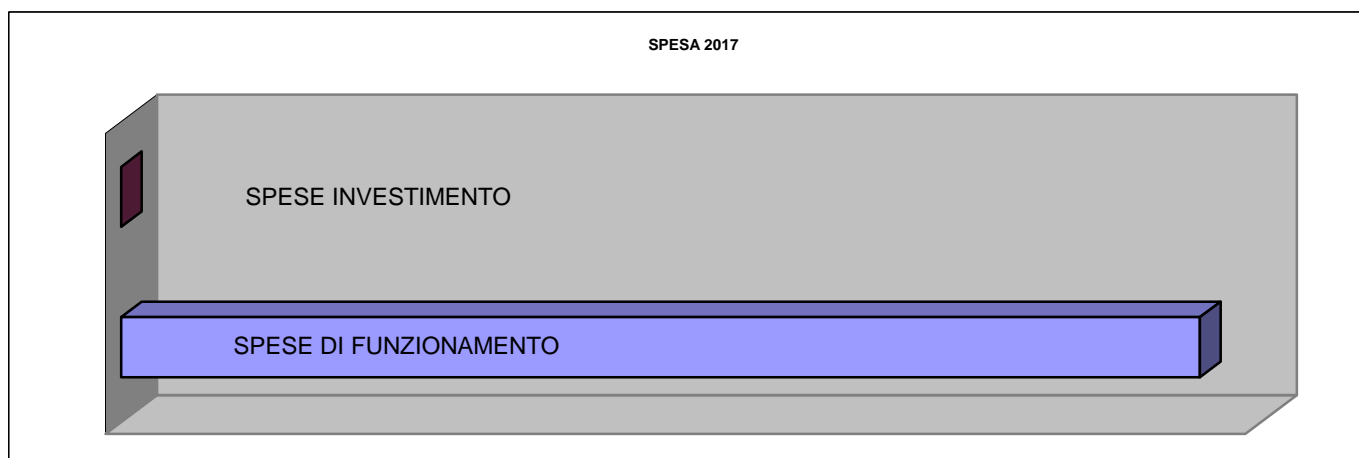 SPESA 2017
SPESE INVESTIMENTO
SPESE DI FUNZIONAMENTO